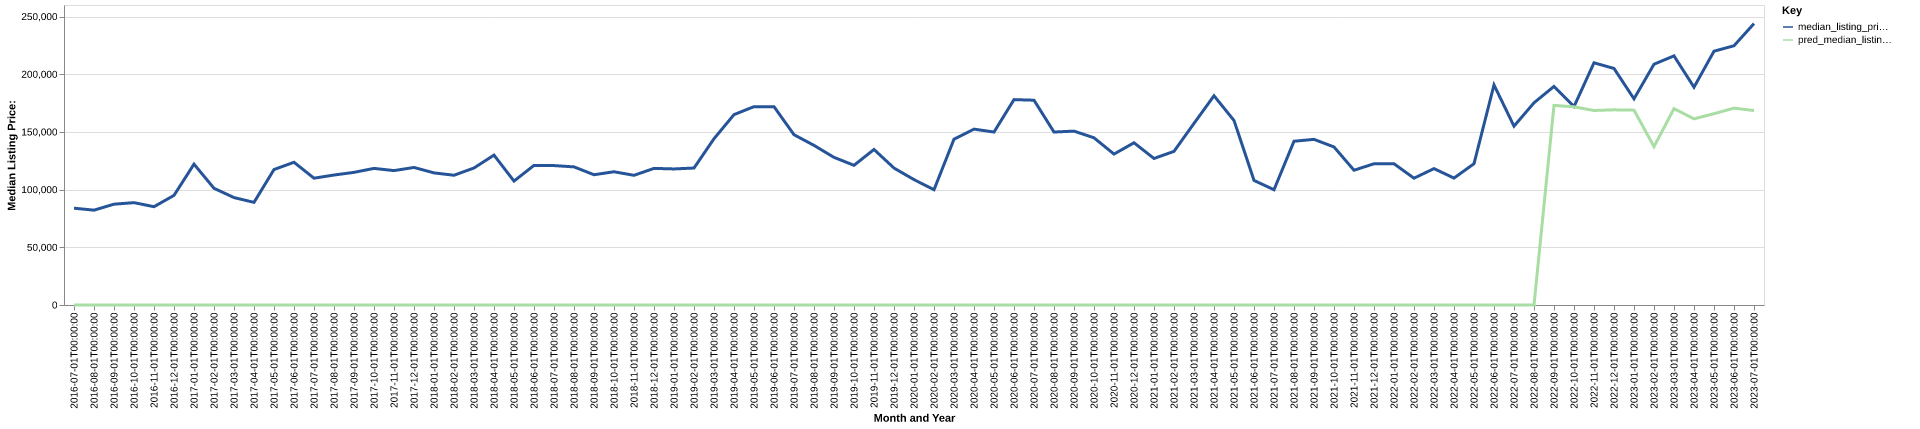 250,000
200,000
150,000
100,000
50,000
0
Median Listing Price:
2016-07-01T00:00:00
2016-08-01T00:00:00
2016-09-01T00:00:00
2016-10-01T00:00:00
2016-11-01T00:00:00
2016-12-01T00:00:00
2017-01-01T00:00:00
2017-02-01T00:00:00
2017-03-01T00:00:00
2017-04-01T00:00:00
2017-05-01T00:00:00
2017-06-01T00:00:00
2017-07-01T00:00:00
2017-08-01T00:00:00
2017-09-01T00:00:00
2017-10-01T00:00:00
2017-11-01T00:00:00
2017-12-01T00:00:00
2018-01-01T00:00:00
2018-02-01T00:00:00
2018-03-01T00:00:00
2018-04-01T00:00:00
2018-05-01T00:00:00
2018-06-01T00:00:00
2018-07-01T00:00:00
2018-08-01T00:00:00
2018-09-01T00:00:00
2018-10-01T00:00:00
2018-11-01T00:00:00
2018-12-01T00:00:00
2019-01-01T00:00:00
2019-02-01T00:00:00
2019-03-01T00:00:00
2019-04-01T00:00:00
2019-05-01T00:00:00
2019-06-01T00:00:00
2019-07-01T00:00:00
2019-08-01T00:00:00
2019-09-01T00:00:00
2019-10-01T00:00:00
2019-11-01T00:00:00
2019-12-01T00:00:00
2020-01-01T00:00:00
2020-02-01T00:00:00
2020-03-01T00:00:00
2020-04-01T00:00:00
2020-05-01T00:00:00
2020-06-01T00:00:00
2020-07-01T00:00:00
2020-08-01T00:00:00
2020-09-01T00:00:00
2020-10-01T00:00:00
2020-11-01T00:00:00
2020-12-01T00:00:00
2021-01-01T00:00:00
2021-02-01T00:00:00
2021-03-01T00:00:00
2021-04-01T00:00:00
2021-05-01T00:00:00
2021-06-01T00:00:00
2021-07-01T00:00:00
2021-08-01T00:00:00
2021-09-01T00:00:00
2021-10-01T00:00:00
2021-11-01T00:00:00
2021-12-01T00:00:00
2022-01-01T00:00:00
2022-02-01T00:00:00
2022-03-01T00:00:00
2022-04-01T00:00:00
2022-05-01T00:00:00
2022-06-01T00:00:00
2022-07-01T00:00:00
2022-08-01T00:00:00
2022-09-01T00:00:00
2022-10-01T00:00:00
2022-11-01T00:00:00
2022-12-01T00:00:00
2023-01-01T00:00:00
2023-02-01T00:00:00
2023-03-01T00:00:00
2023-04-01T00:00:00
2023-05-01T00:00:00
2023-06-01T00:00:00
2023-07-01T00:00:00
Month and Year
Key
median_listing_pri…
pred_median_listin…